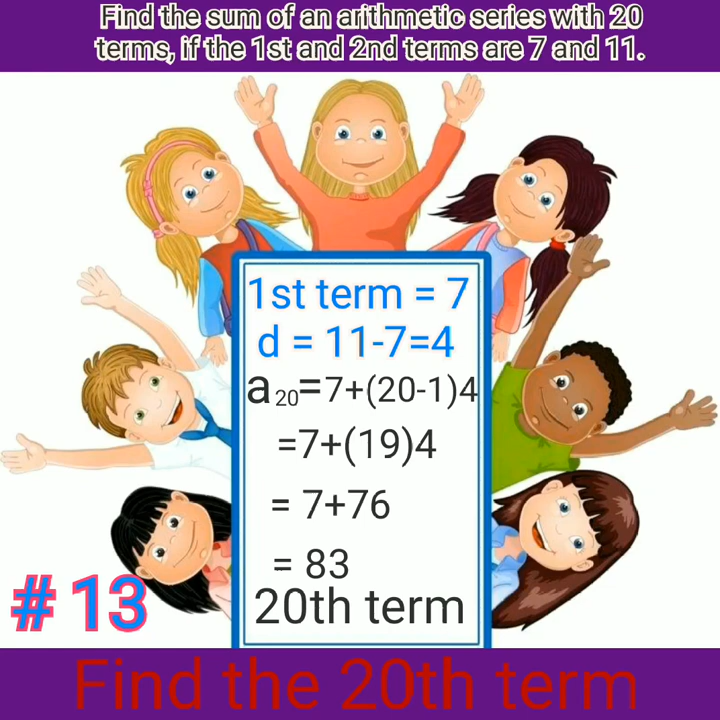 Find the sum of an arithmetic series with 20
terms, if the 1st and 2nd terms are 7 and 11.
1st term = 7
d = 11-7=4
a₂₀=7+(20-1)4
=7+(19)4
= 7+76
= 83
20th term
# 13
Find the 20th term